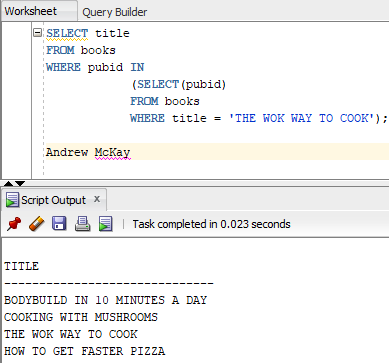 Worksheet Query Builder
SELECT title
FROM books
WHERE pubid IN
(SELECT(pubid)
FROM books
WHERE title = 'THE WOK WAY TO COOK');
Andrew McKay
Script Output x
Task completed in 0.023 seconds
TITLE
------------------------------
BODYBUILD IN 10 MINUTES A DAY
COOKING WITH MUSHROOMS
THE WOK WAY TO COOK
HOW TO GET FASTER PIZZA